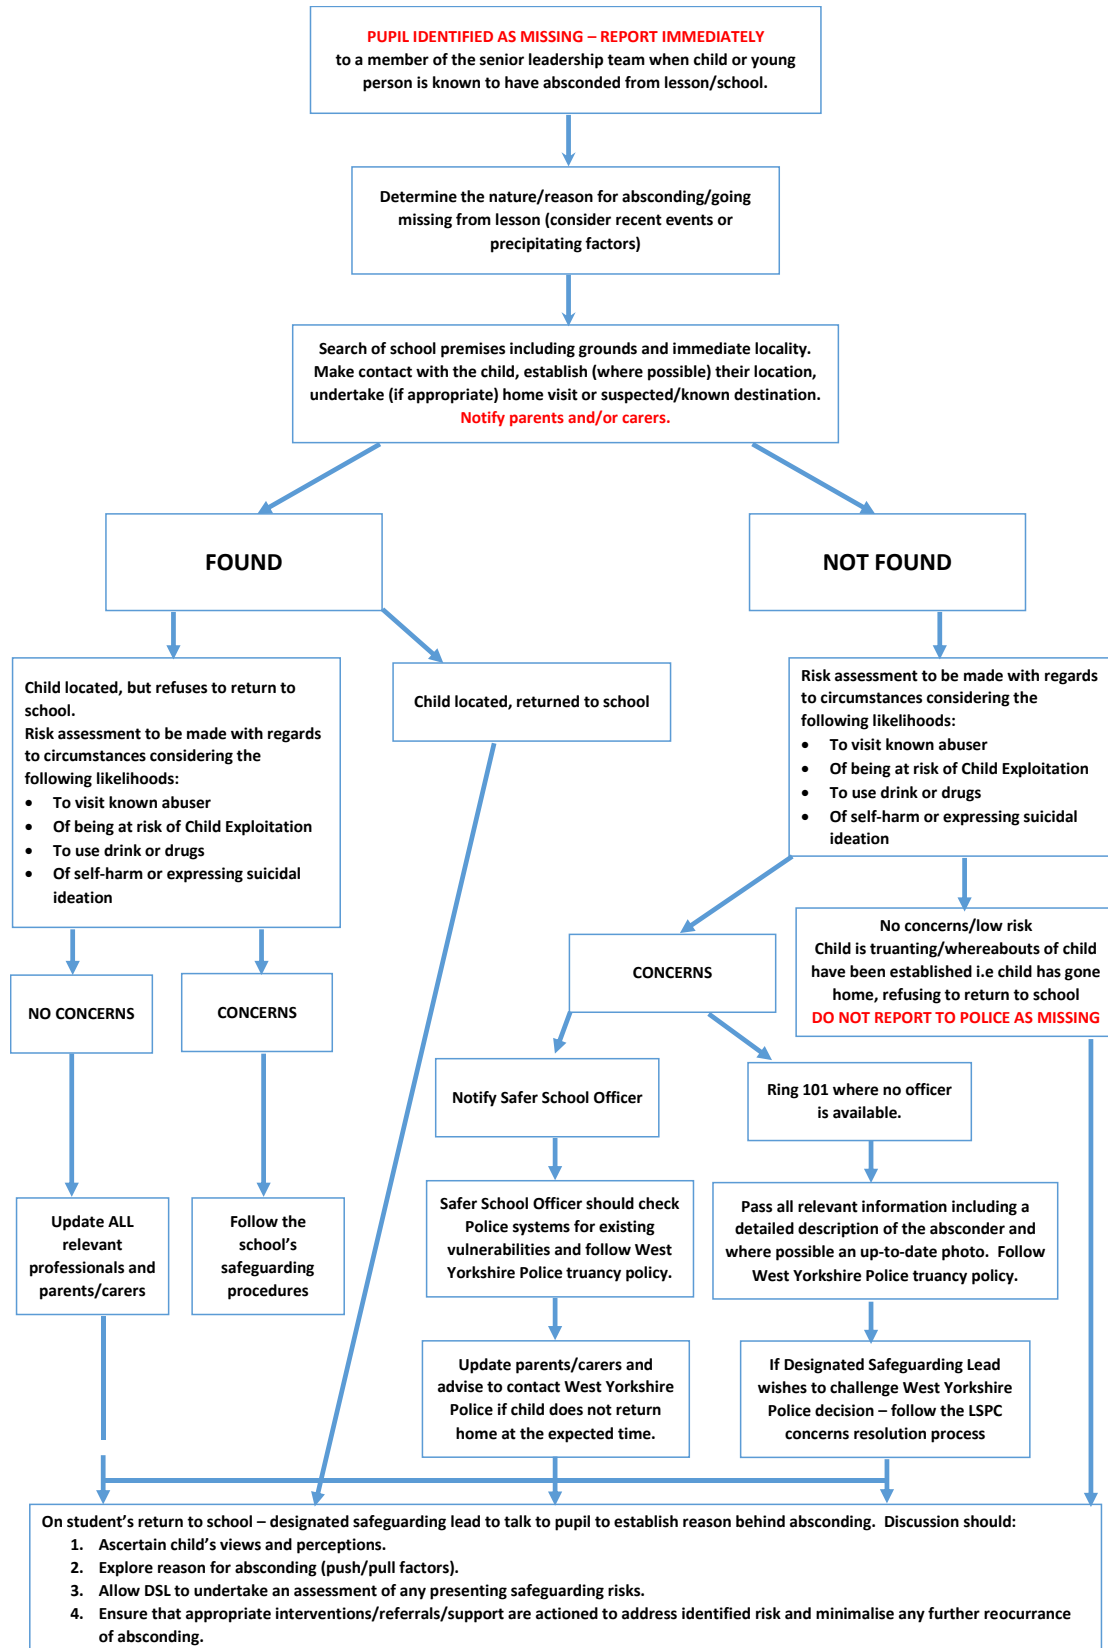 PUPIL IDENTIFIED AS MISSING – REPORT IMMEDIATELY
to a member of the senior leadership team when child or young
person is known to have absconded from lesson/school.
Determine the nature/reason for absconding/going
missing from lesson (consider recent events or
precipitating factors)
Search of school premises including grounds and immediate locality.
Make contact with the child, establish (where possible) their location,
undertake (if appropriate) home visit or suspected/known destination.
Notify parents and/or carers.
FOUND
NOT FOUND
Child located, but refuses to return to
school.
Risk assessment to be made with regards
to circumstances considering the
following likelihoods:
• To visit known abuser
• Of being at risk of Child Exploitation
• To use drink or drugs
• Of self-harm or expressing suicidal
ideation
Child located, returned to school
Risk assessment to be made with regards
to circumstances considering the
following likelihoods:
• To visit known abuser
• Of being at risk of Child Exploitation
• To use drink or drugs
• Of self-harm or expressing suicidal
ideation
NO CONCERNS
CONCERNS
CONCERNS
No concerns/low risk
Child is truanting/whereabouts of child
have been established i.e child has gone
home, refusing to return to school
DO NOT REPORT TO POLICE AS MISSING
Notify Safer School Officer
Ring 101 where no officer
is available.
Update ALL
relevant
professionals and
parents/carers
Follow the
school's
safeguarding
procedures
Safer School Officer should check
Police systems for existing
vulnerabilities and follow West
Yorkshire Police truancy policy.
Pass all relevant information including a
detailed description of the absconder and
where possible an up-to-date photo.  Follow
West Yorkshire Police truancy policy.
Update parents/carers and
advise to contact West Yorkshire
Police if child does not return
home at the expected time.
If Designated Safeguarding Lead
wishes to challenge West Yorkshire
Police decision – follow the LSPC
concerns resolution process
On student's return to school – designated safeguarding lead to talk to pupil to establish reason behind absconding.  Discussion should:
1. Ascertain child's views and perceptions.
2. Explore reason for absconding (push/pull factors).
3. Allow DSL to undertake an assessment of any presenting safeguarding risks.
4. Ensure that appropriate interventions/referrals/support are actioned to address identified risk and minimalise any further reocurrance
of absconding.